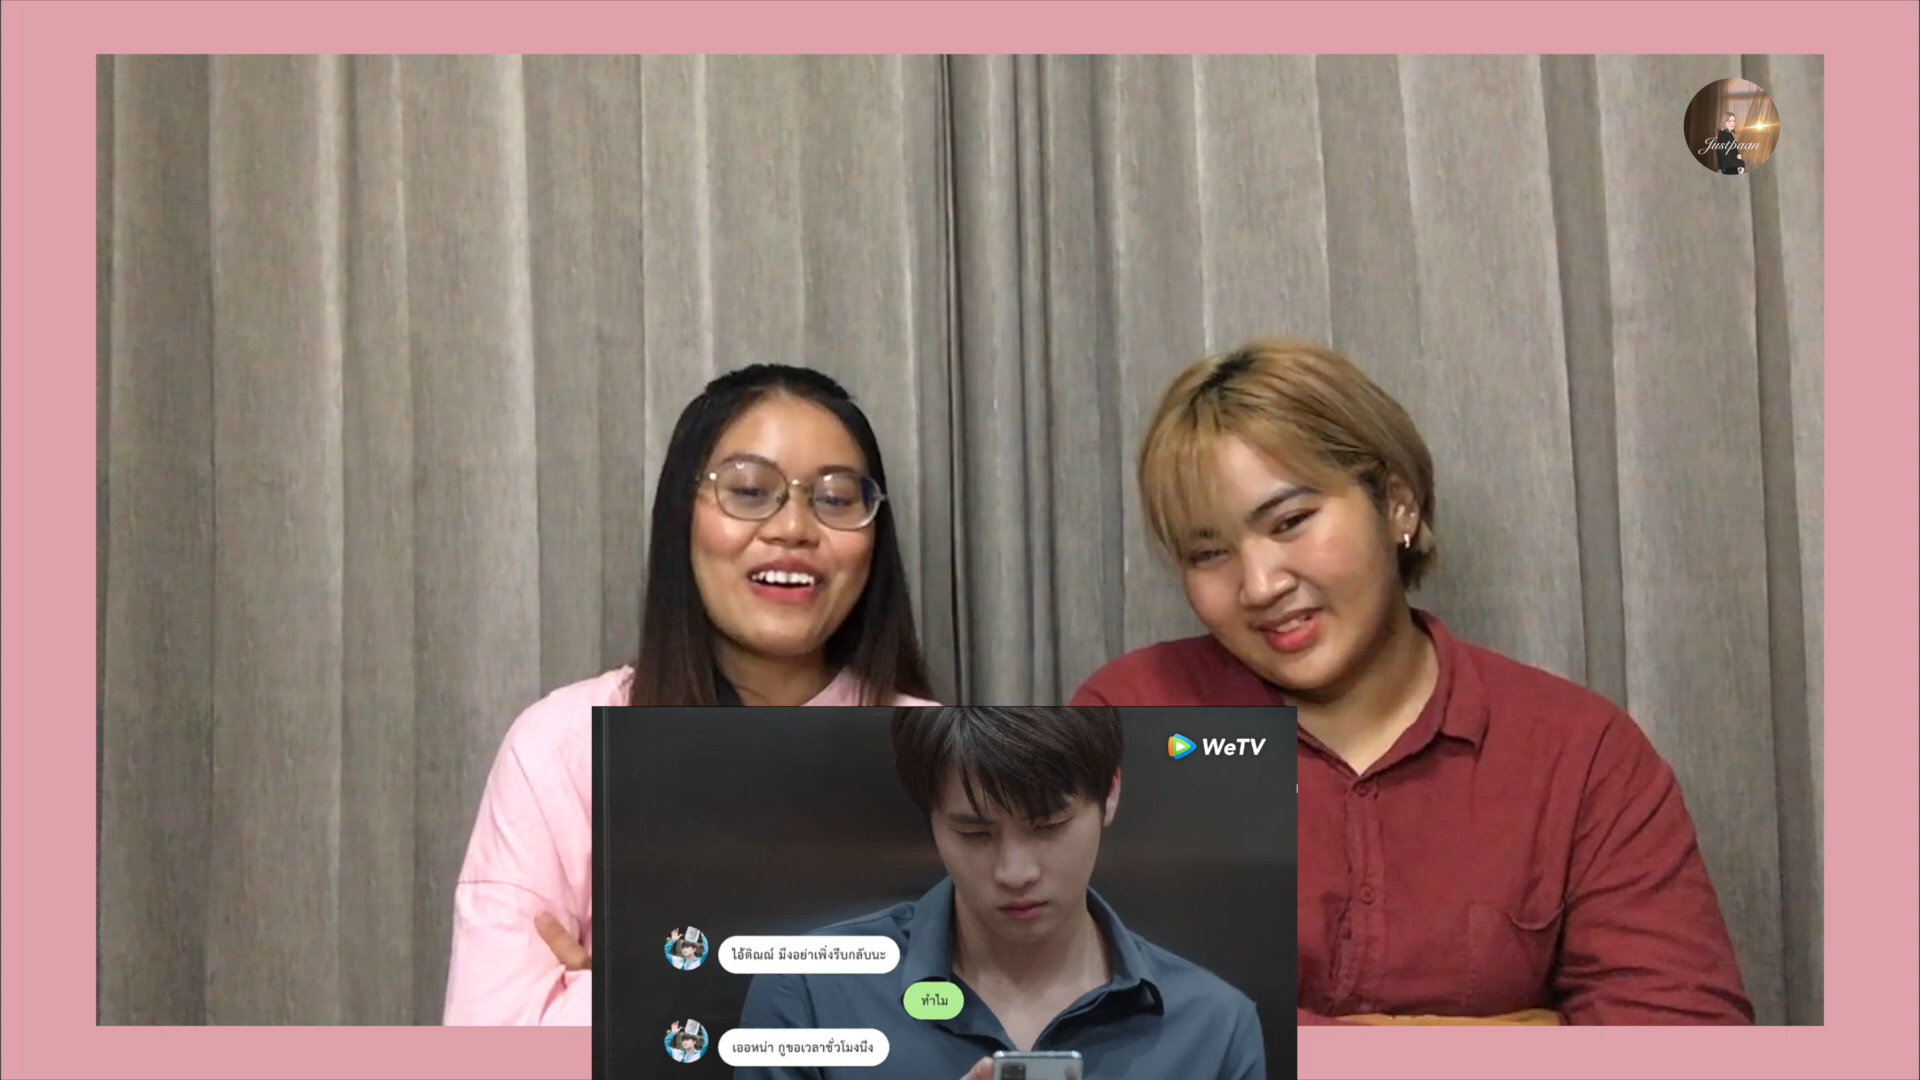 Justpaan
WeTV
ไอ้ติณณ์ มึงอย่าเพิ่งรีบกลับนะ
ทำไม
เออหน่า กูขอเวลาชั่วโมงนึง